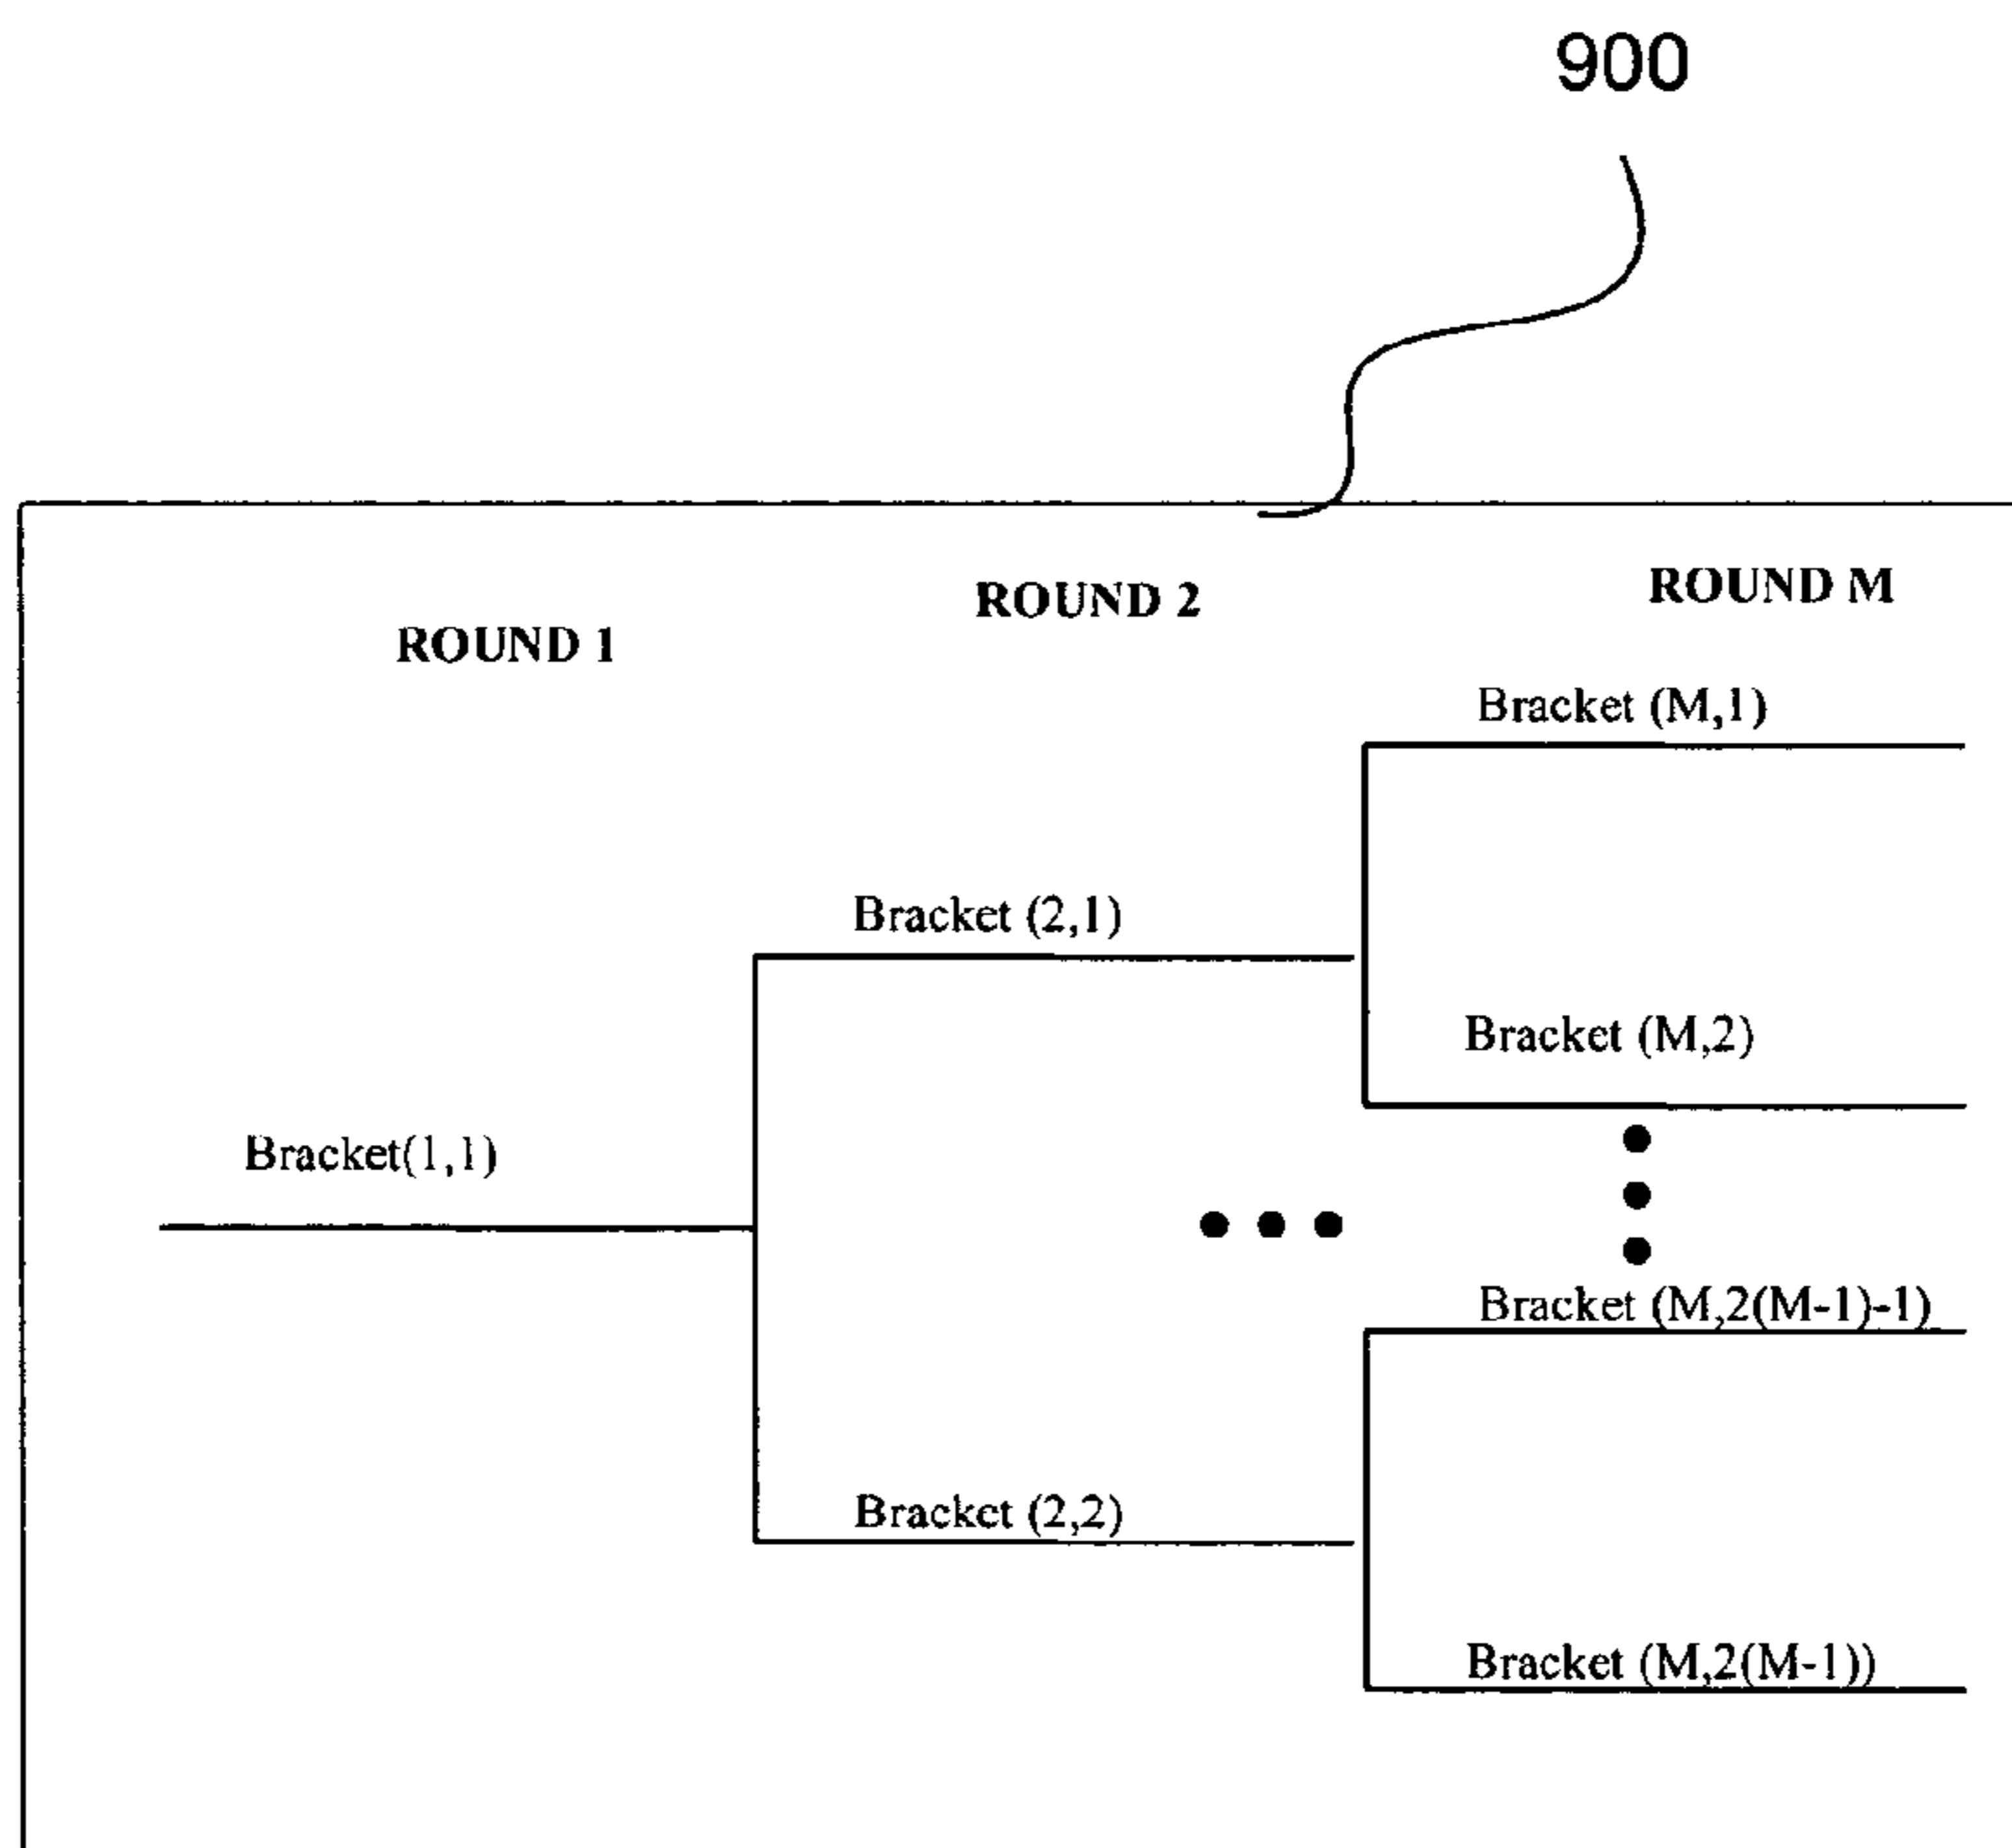 900
ROUND 1
ROUND 2
ROUND M
Bracket (M,1)
Bracket (2,1)
Bracket (M,2)
Bracket(1,1)
Bracket (M,2(M-1)-1)
Bracket (2,2)
Bracket (M,2(M-1))